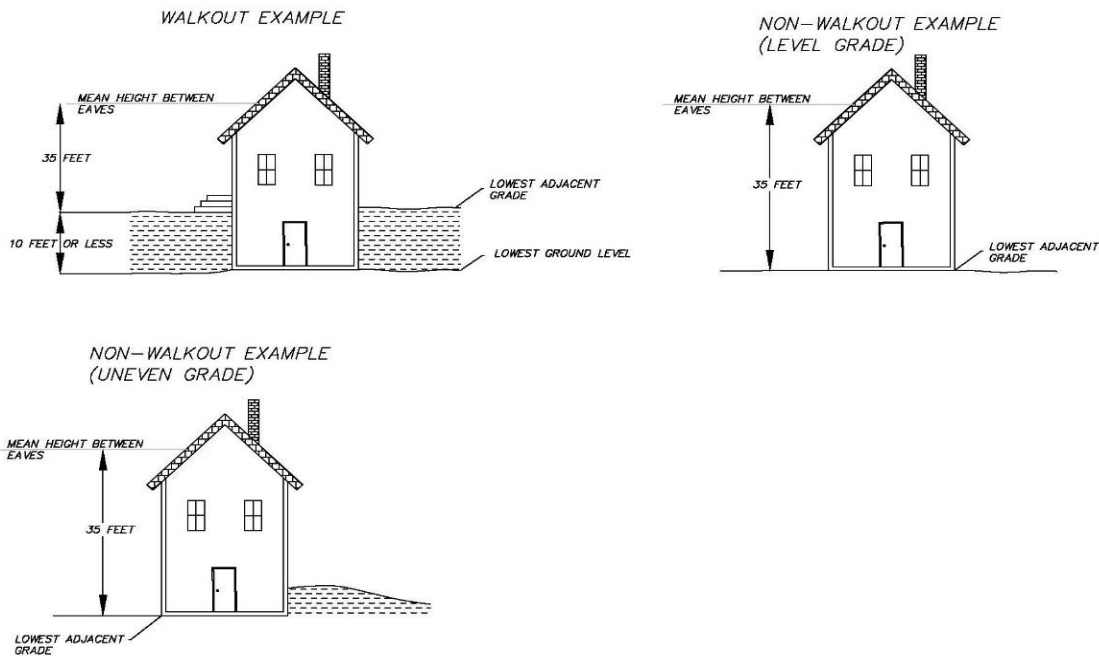 WALKOUT EXAMPLE
MEAN HEIGHT BETWEEN
EAVES
35 FEET
LOWEST ADJACENT
GRADE
10 FEET OR LESS
LOWEST GROUND LEVEL
NON-WALKOUT EXAMPLE
(LEVEL GRADE)
MEAN HEIGHT BETWEEN
EAVES
35 FEET
LOWEST ADJACENT
GRADE
NON-WALKOUT EXAMPLE
(UNEVEN GRADE)
MEAN HEIGHT BETWEEN
EAVES
35 FEET
LOWEST ADJACENT
GRADE